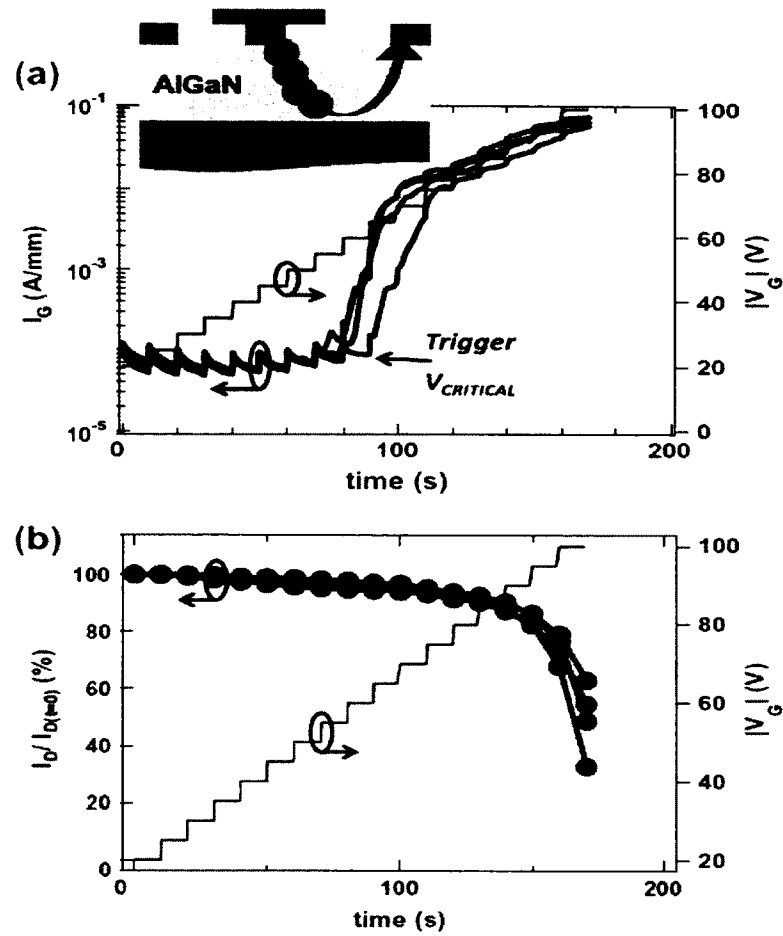 (a)
AlGaN
10⁻¹
10⁻³
10⁻⁵
I_G (A/mm)
100
80
60
40
20
0
|V_G| (V)
Trigger
V_CRITICAL
0 100 200
time (s)
(b)
100
80
60
40
20
0
I_D/ I_D(t=0) (%)
100
80
60
40
20
|V_G| (V)
0 100 200
time (s)